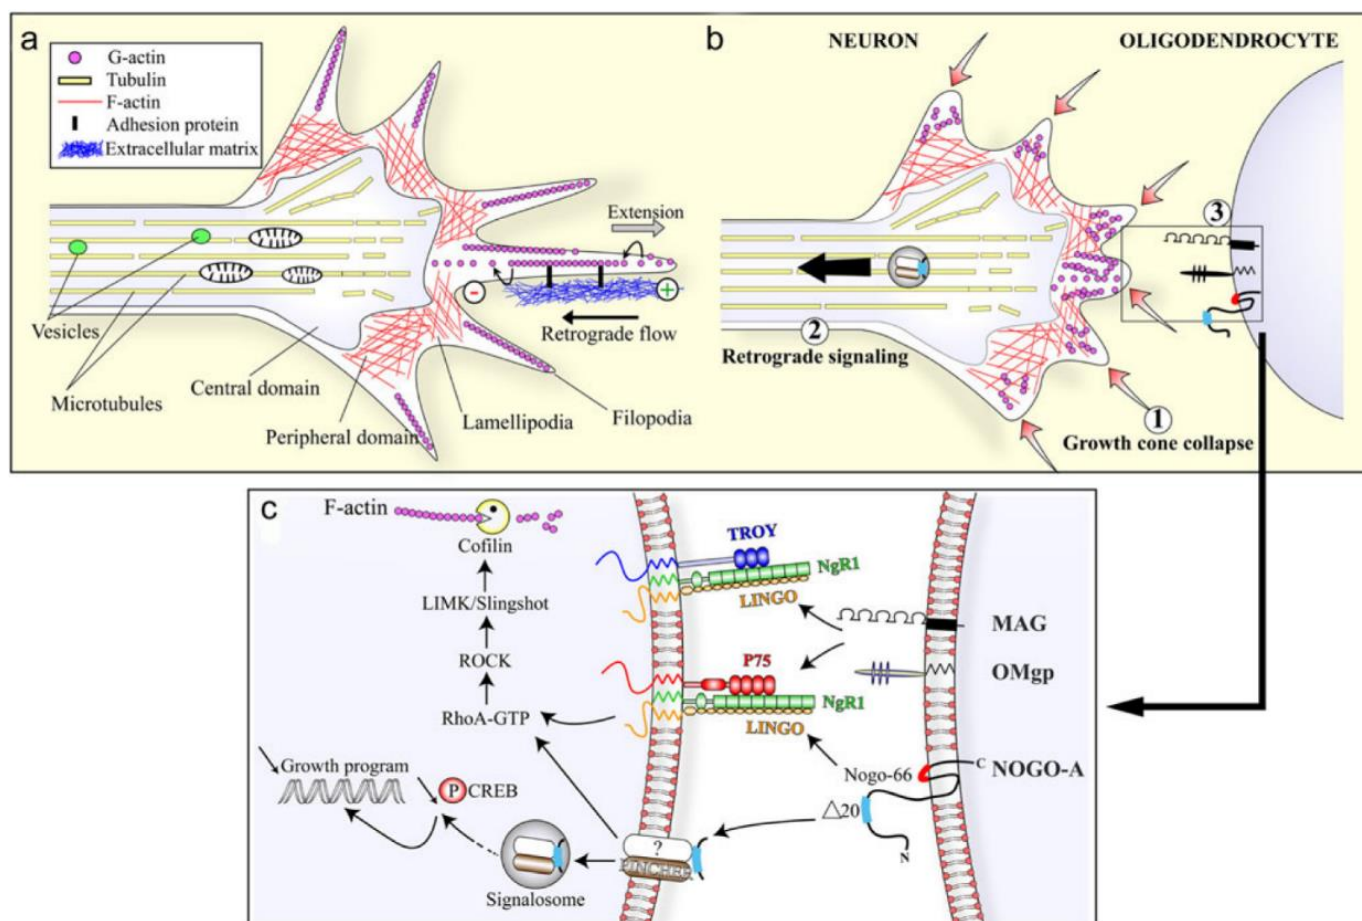 a
G-actin
Tubulin
F-actin
Adhesion protein
Extracellular matrix
Extension
-
+
Retrograde flow
Vesicles
Microtubules
Central domain
Peripheral domain
Lamellipodia
Filopodia
b
NEURON
OLIGODENDROCYTE
3
2
Retrograde signaling
1
Growth cone collapse
c
F-actin
Cofilin
LIMK/Slingshot
ROCK
RhoA-GTP
Growth program
P CREB
Signalosome
TROY
NgR1
LINGO
P75
NgR1
LINGO
MAG
OMgp
Nogo-66
C NOGO-A
△20
N
?